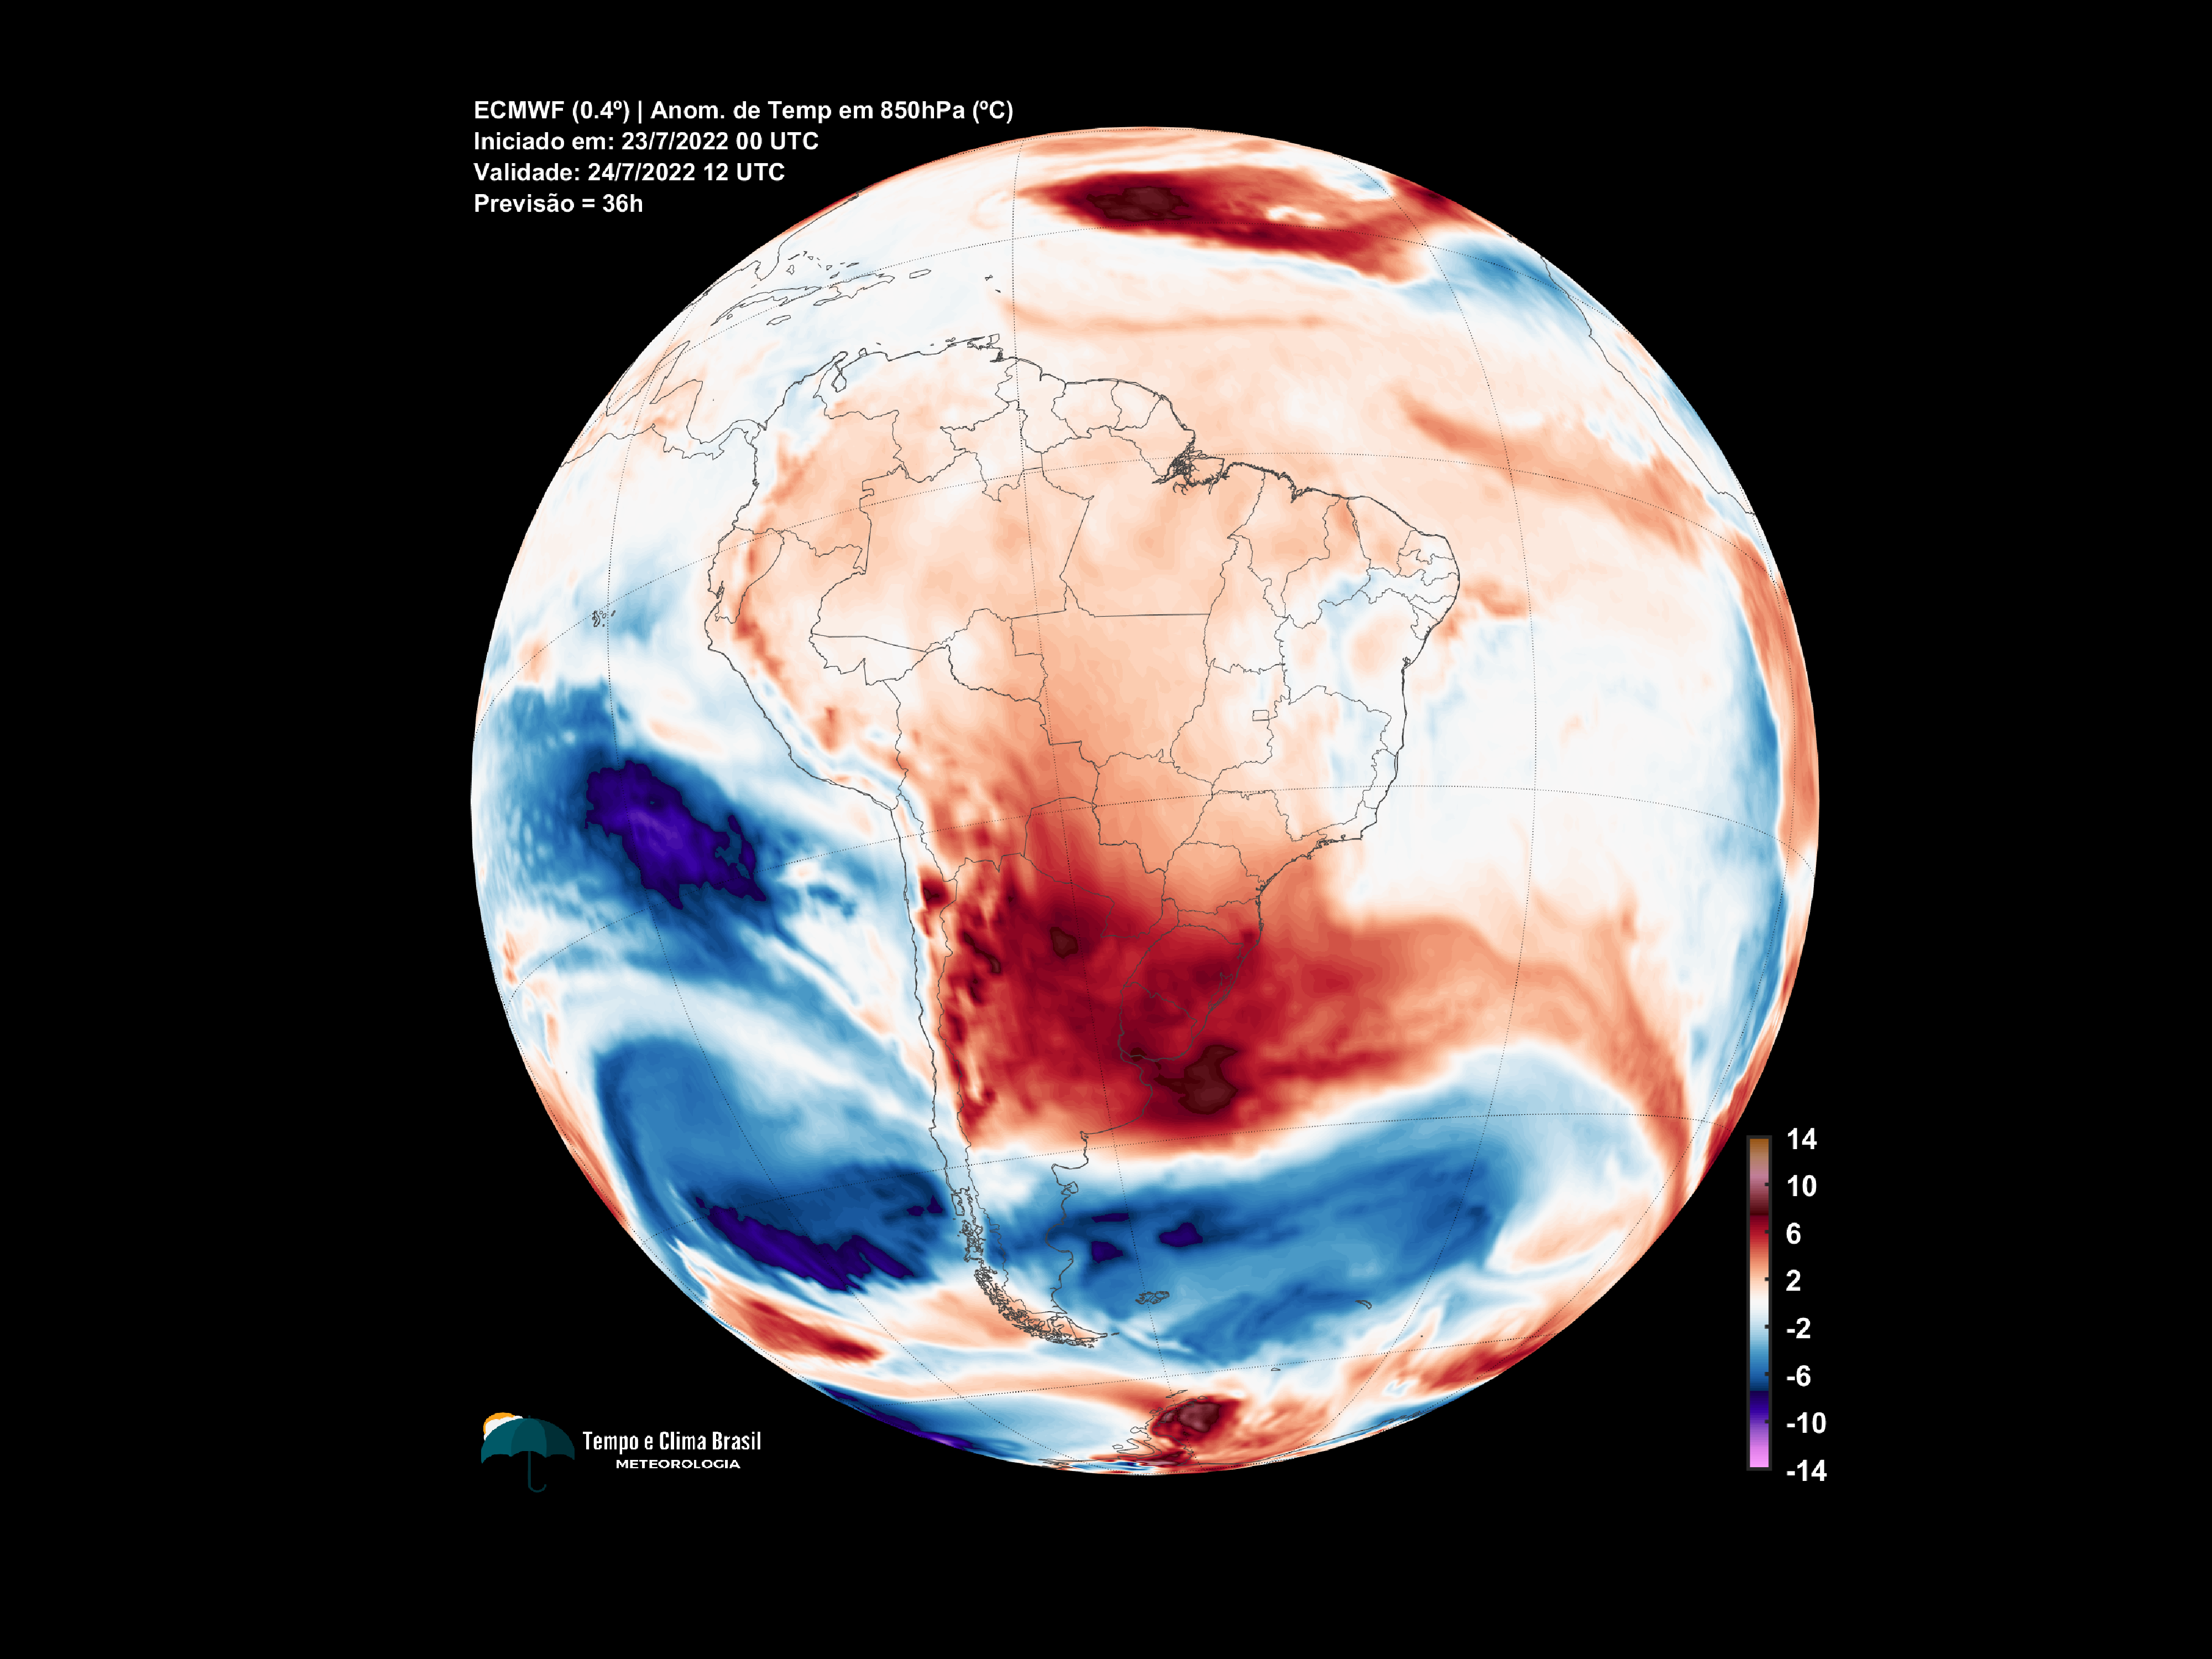 ECMWF (0.4º) | Anom. de Temp em 850hPa (ºC)
Iniciado em: 23/7/2022 00 UTC
Validade: 24/7/2022 12 UTC
Previsão = 36h
14
10
6
2
-2
-6
-10
-14
Tempo e Clima Brasil
METEOROLOGIA